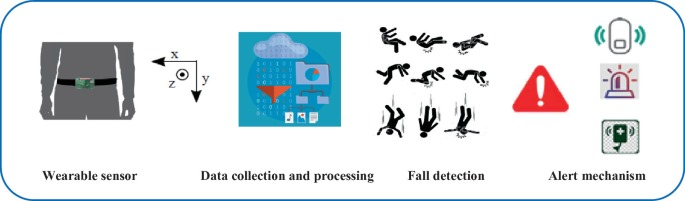 x
z
y
Wearable sensor
Data collection and processing
Fall detection
Alert mechanism